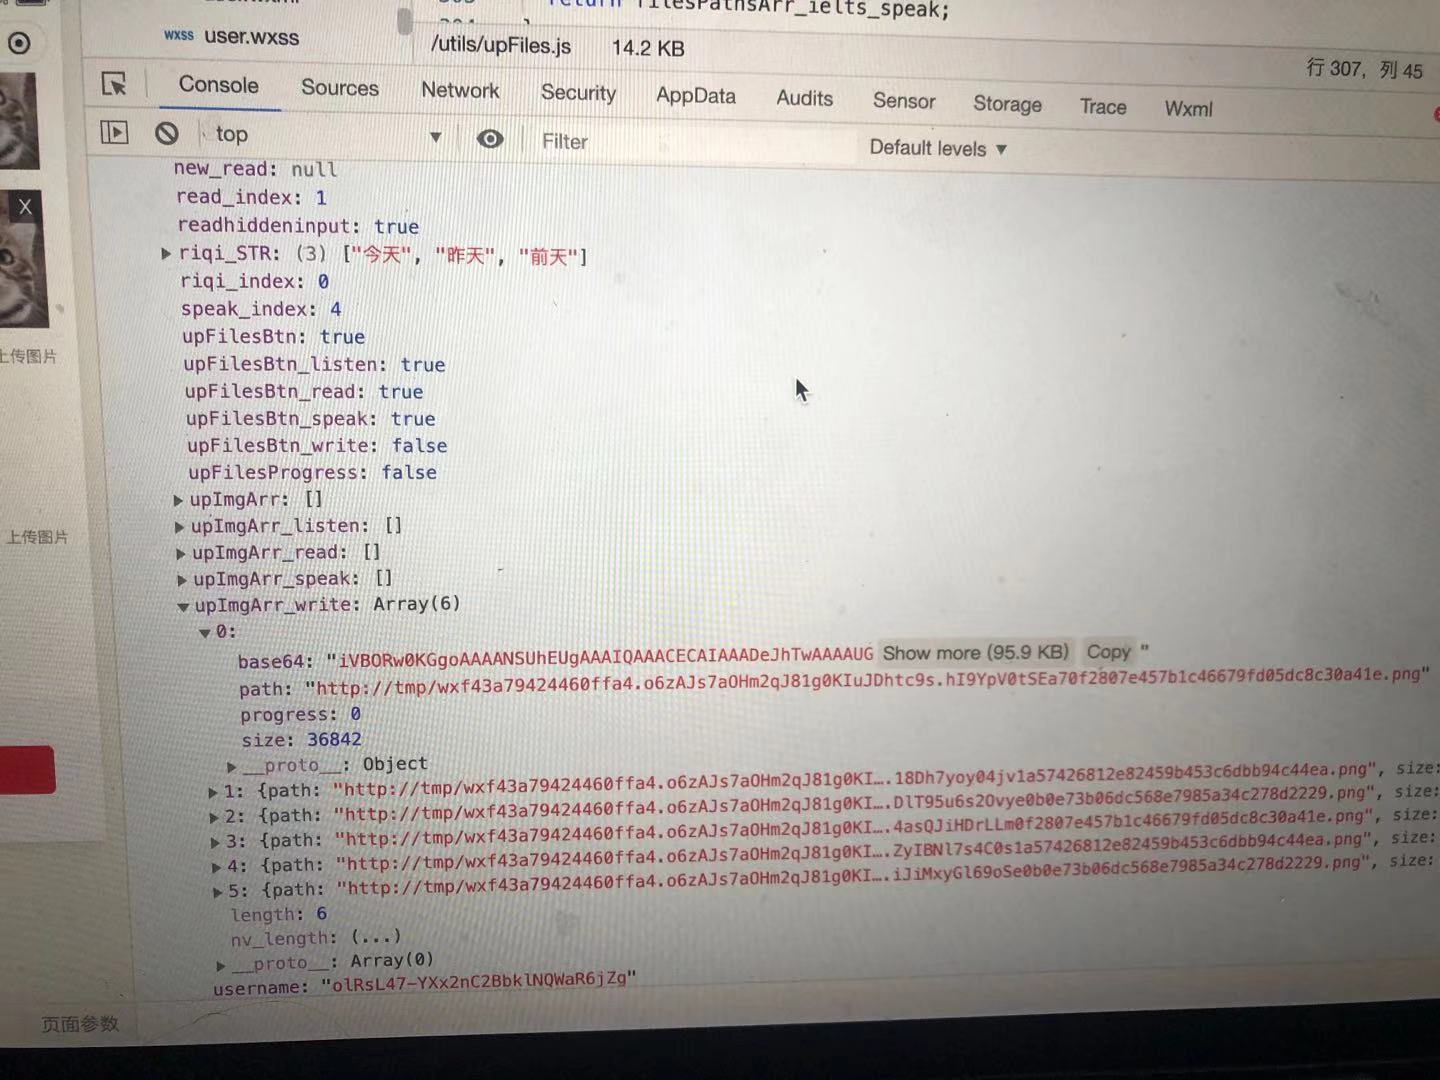 return filesPathsArr_ielts_speak;
wxss user.wxss
/utils/upFiles.js 14.2 KB
行 307, 列 45
Console Sources Network Security AppData Audits Sensor Storage Trace Wxml
top Filter Default levels
new_read: null
read_index: 1
readhiddeninput: true
riqi_STR: (3) ["今天", "昨天", "前天"]
riqi_index: 0
speak_index: 4
upFilesBtn: true
upFilesBtn_listen: true
上传图片
upFilesBtn_read: true
upFilesBtn_speak: true
upFilesBtn_write: false
upFilesProgress: false
upImgArr: []
upImgArr_listen: []
上传图片
upImgArr_read: []
upImgArr_speak: []
upImgArr_write: Array(6)
0:
base64: "iVBORw0KGgoAAAANSUhEUgAAAIQAAACECAIAAADeJhTwAAAAUG Show more (95.9 KB) Copy "
path: "http://tmp/wxf43a79424460ffa4.o6zAJs7aOHm2qJ81g0KIuJDhtc9s.hI9YpV0tSEa70f2807e457b1c46679fd05dc8c30a41e.png"
progress: 0
size: 36842
__proto__: Object
1: {path: "http://tmp/wxf43a79424460ffa4.o6zAJs7aOHm2qJ81g0KI….18Dh7yoy04jv1a57426812e82459b453c6dbb94c44ea.png", size:
2: {path: "http://tmp/wxf43a79424460ffa4.o6zAJs7aOHm2qJ81g0KI….DlT95u6s2Ovye0b0e73b06dc568e7985a34c278d2229.png", size:
3: {path: "http://tmp/wxf43a79424460ffa4.o6zAJs7aOHm2qJ81g0KI….4asQJiHDrLLm0f2807e457b1c46679fd05dc8c30a41e.png", size:
4: {path: "http://tmp/wxf43a79424460ffa4.o6zAJs7aOHm2qJ81g0KI….ZyIBNl7s4C0s1a57426812e82459b453c6dbb94c44ea.png", size:
5: {path: "http://tmp/wxf43a79424460ffa4.o6zAJs7aOHm2qJ81g0KI….iJiMxyGl69oSe0b0e73b06dc568e7985a34c278d2229.png", size:
length: 6
nv_length: (...)
__proto__: Array(0)
username: "olRsL47-YXx2nC2BbklNQWaR6jZg"
页面参数